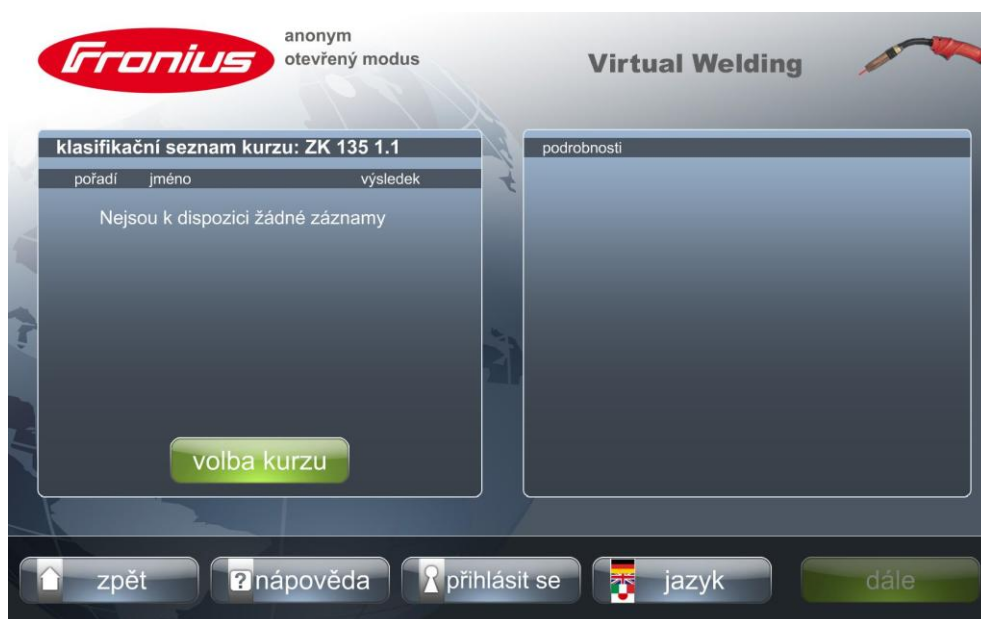 Fronius
anonym
otevřený modus
Virtual Welding
klasifikační seznam kurzu: ZK 135 1.1
pořadí jméno výsledek
Nejsou k dispozici žádné záznamy
volba kurzu
podrobnosti
zpět
? nápověda
přihlásit se
jazyk
dále